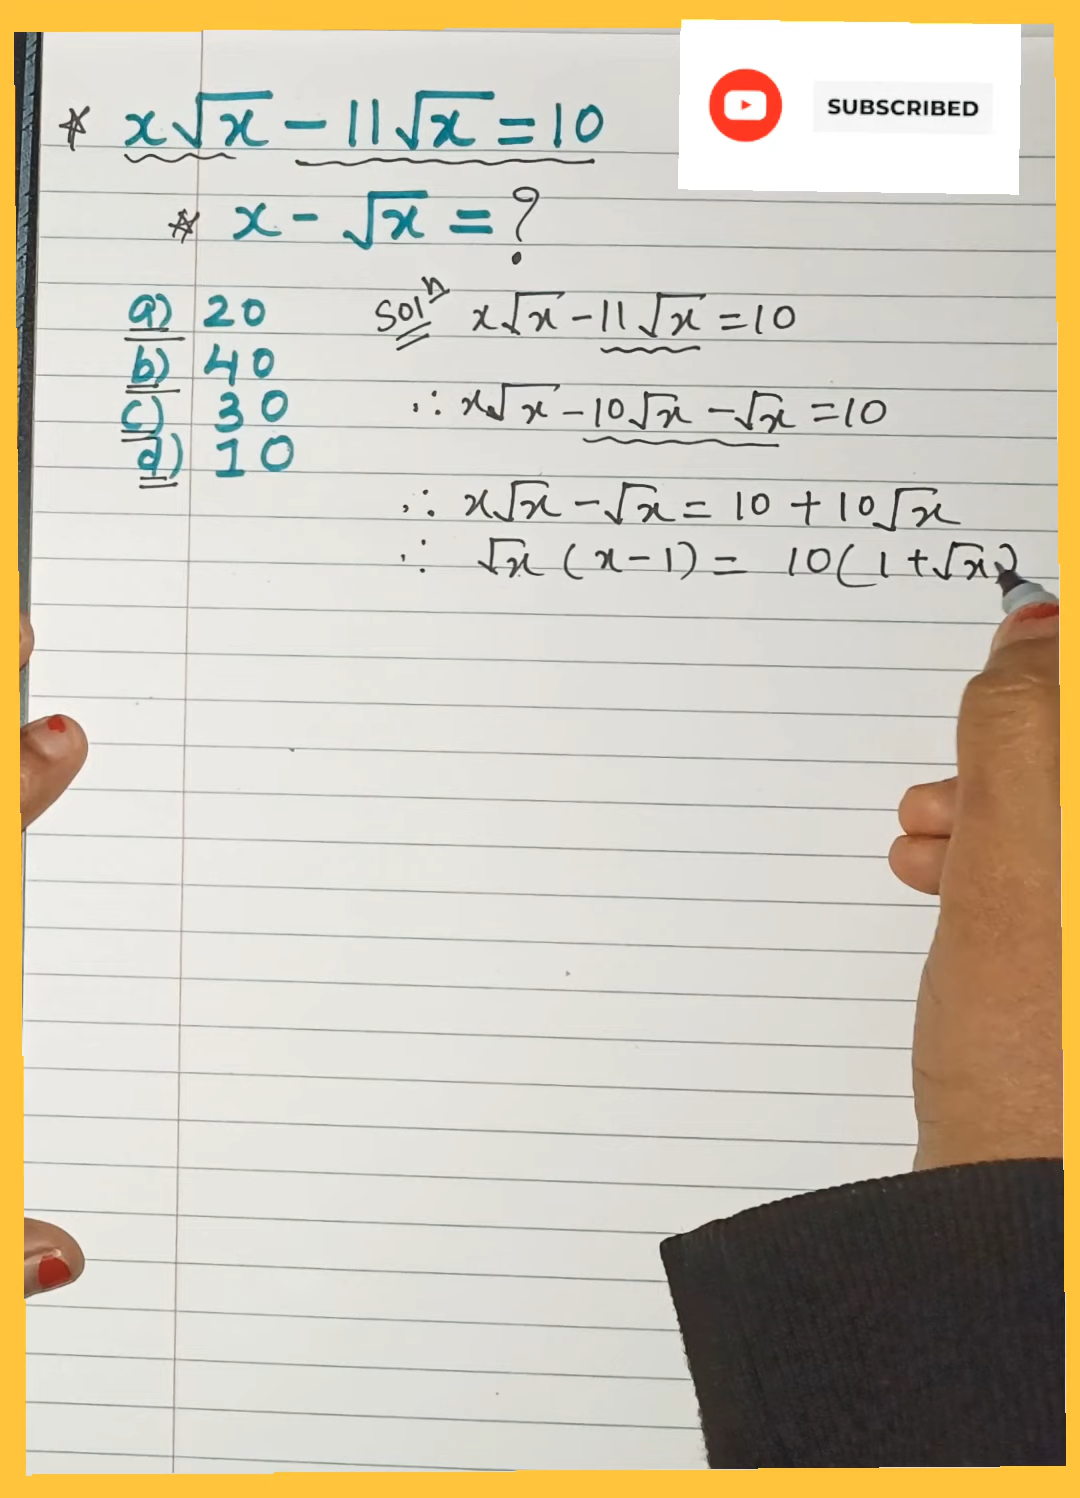 * x√x – 11√x = 10
SUBSCRIBED
* x – √x = ?
a) 20
b) 40
c) 30
d) 10
Solⁿ x√x – 11√x = 10
∴ x√x – 10√x – √x = 10
∴ x√x – √x = 10 + 10√x
∴ √x (x – 1) = 10(1 + √x)